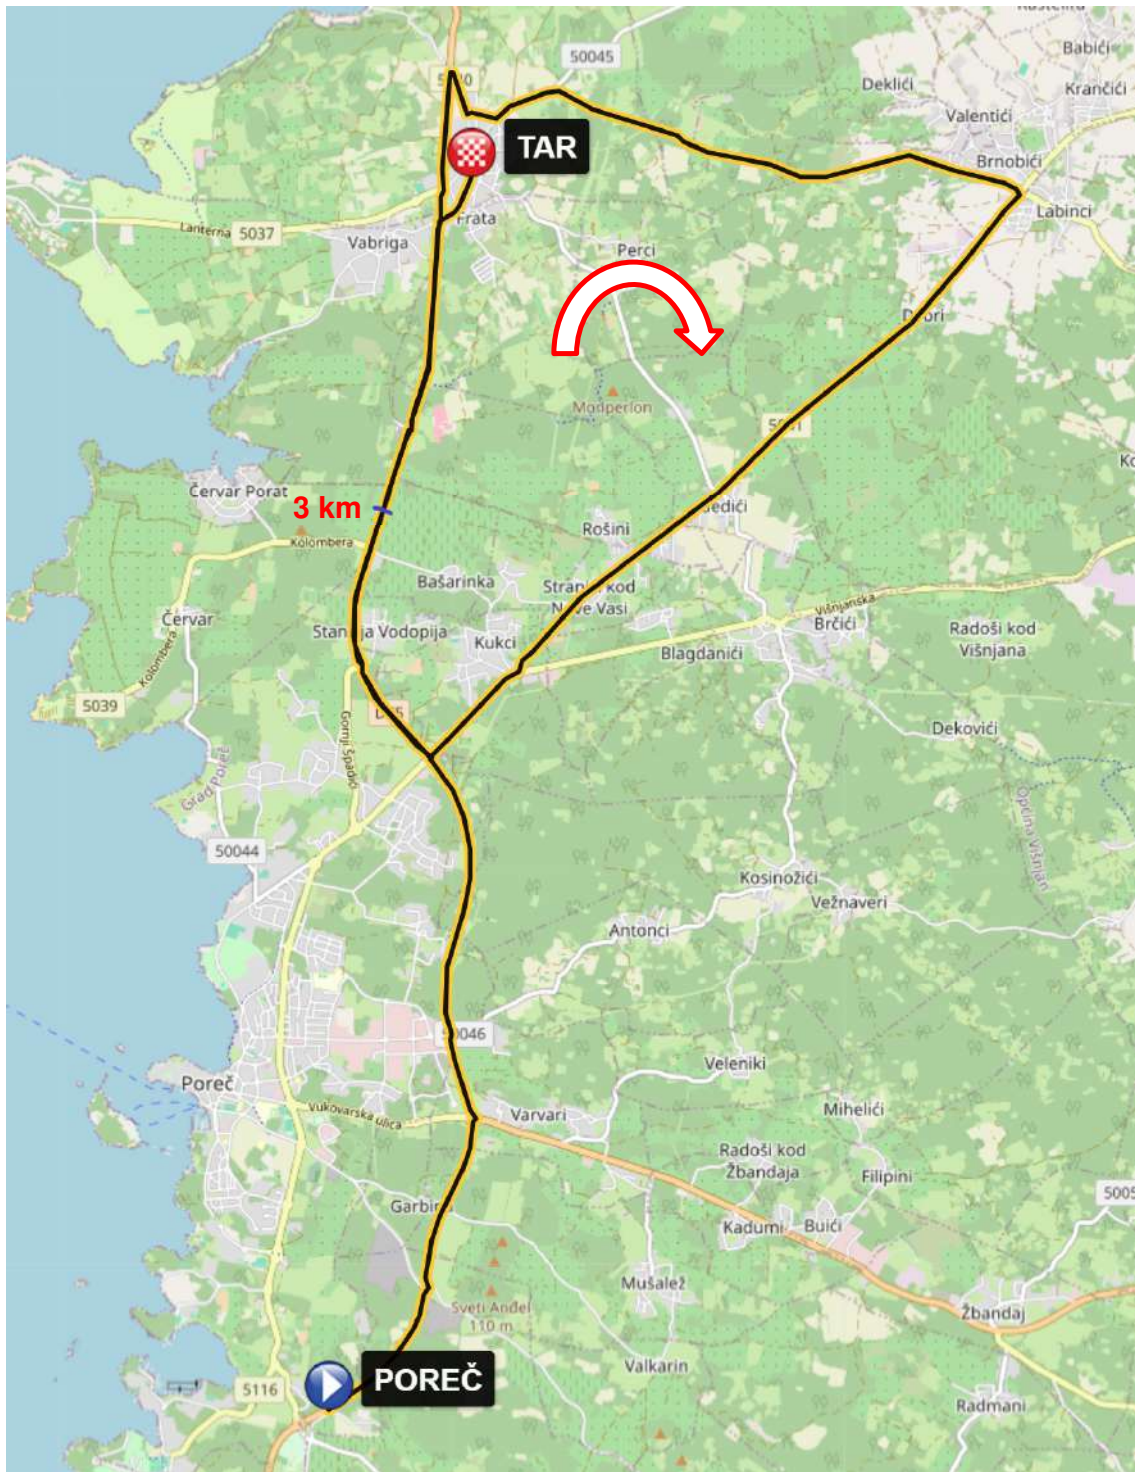 50045
Babići
Deklići
Krančići
Valentići
TAR
Brnobići
Labinci
Frata
Lanterna
5037
Vabriga
Perci
Modperlon
Červar Porat
3 km
Rošini
Kolombera
Bašarinka
Višnjanska
Červar
Kukci
Brčići
Radoši kod
Višnjana
Blagdanići
Kolombera
5039
Gornji Špadići
Dekovići
Grad Poreč
Općina Višnjan
50044
Kosinožići
Vežnaveri
Antonci
Veleniki
Poreč
Vukovarska ulica
Varvari
Mihelići
Radoši kod
Žbandaja
Filipini
Kadumi
Buići
Mušalež
Sveti Anđel
110 m
Žbandaj
Valkarin
POREČ
5116
Radmani